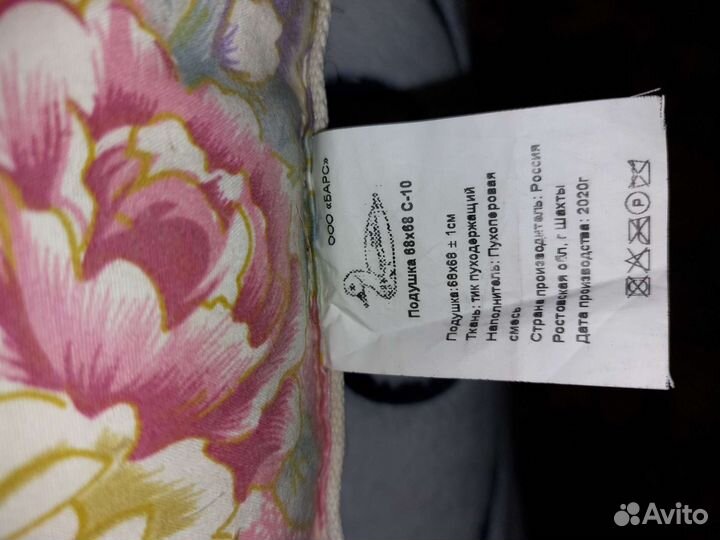 ООО «БАРС»
Подушка 68х68 С-10
Подушка:68х68 ± 1см
Ткань: тик пуходержащий
Наполнитель: Пухоперовая
смесь
Страна производитель: Россия
Ростовская обл, г Шахты
Дата производства: 2020г
P
Avito